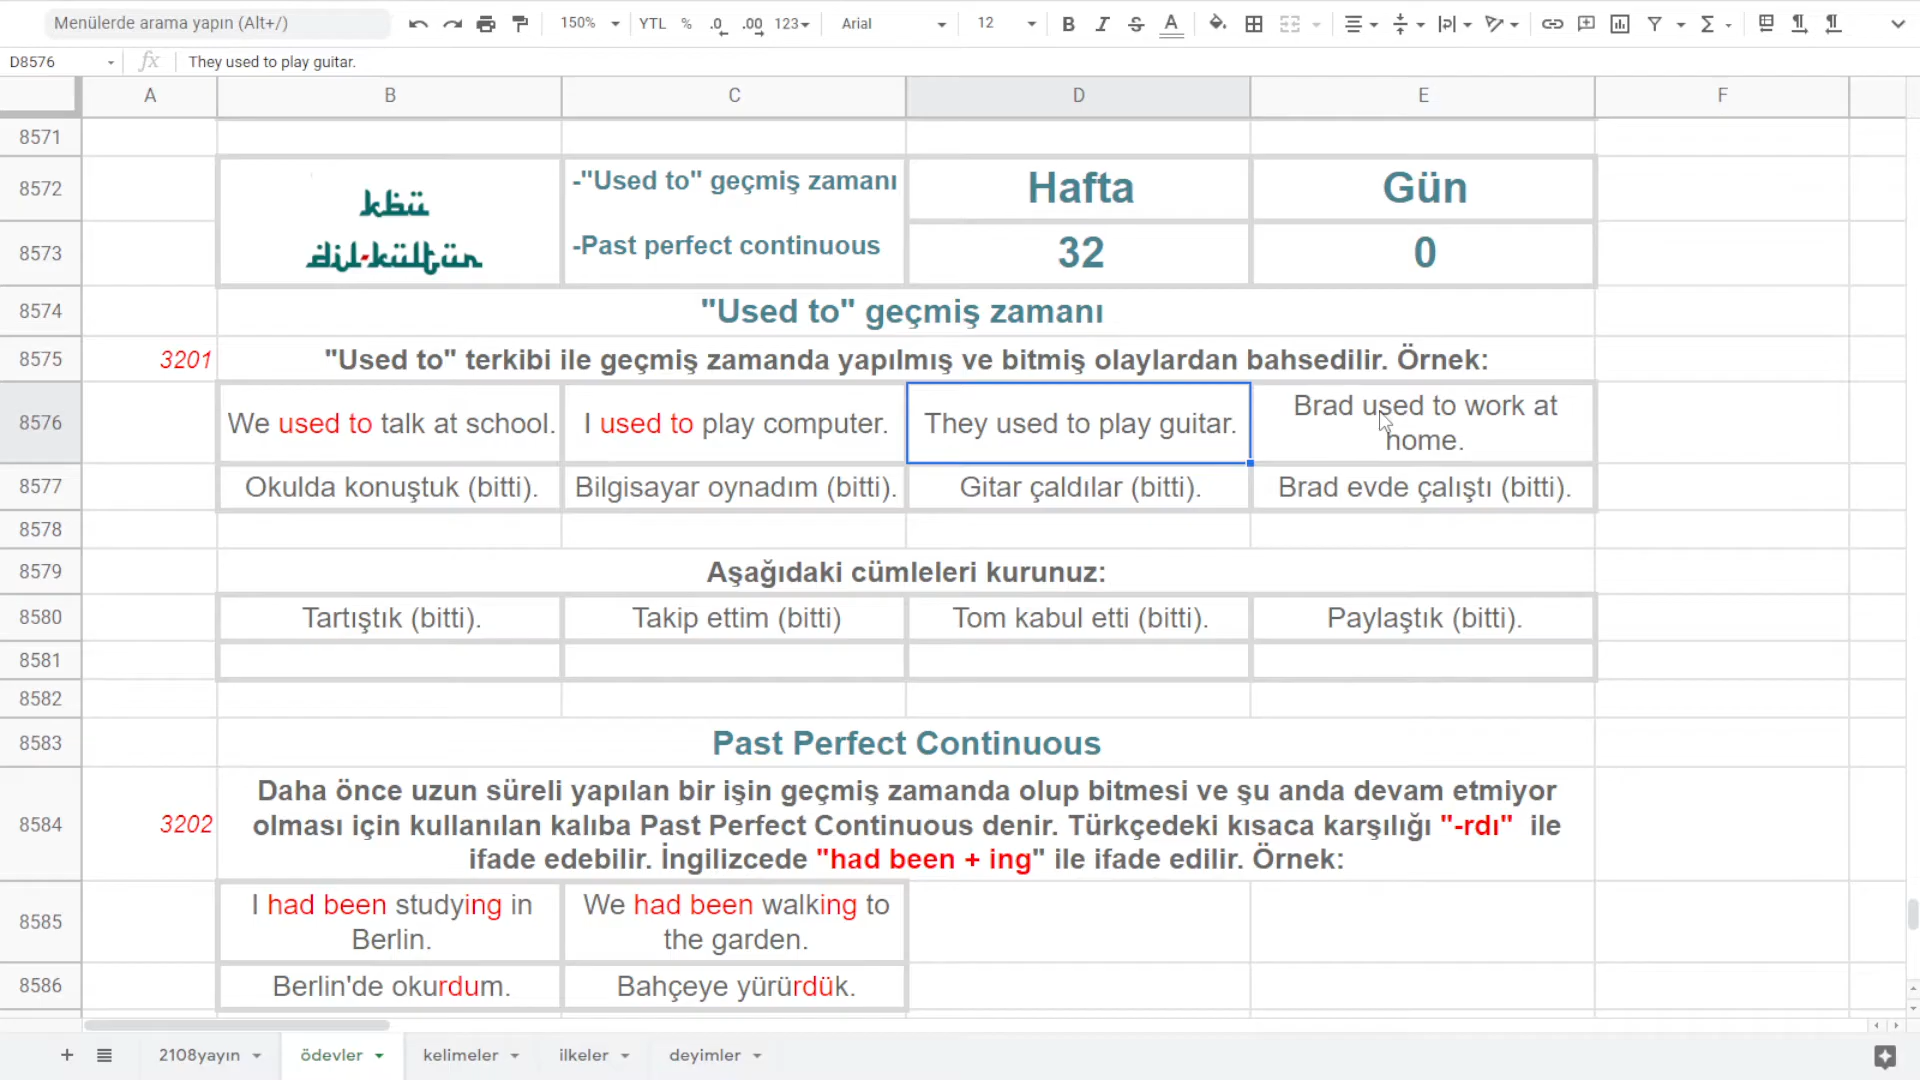 Menülerde arama yapın (Alt+/)
150%
YTL
%
.0
.00
123
Arial
12
D8576
fx
They used to play guitar.
A B C D E F
8571
8572
-"Used to" geçmiş zamanı
Hafta
Gün
kbü
dil-kültür
8573
-Past perfect continuous
32
0
8574
"Used to" geçmiş zamanı
8575
3201
"Used to" terkibi ile geçmiş zamanda yapılmış ve bitmiş olaylardan bahsedilir. Örnek:
8576
We used to talk at school.
I used to play computer.
They used to play guitar.
Brad used to work at
home.
8577
Okulda konuştuk (bitti).
Bilgisayar oynadım (bitti).
Gitar çaldılar (bitti).
Brad evde çalıştı (bitti).
8578
8579
Aşağıdaki cümleleri kurunuz:
8580
Tartıştık (bitti).
Takip ettim (bitti)
Tom kabul etti (bitti).
Paylaştık (bitti).
8581
8582
8583
Past Perfect Continuous
8584
3202
Daha önce uzun süreli yapılan bir işin geçmiş zamanda olup bitmesi ve şu anda devam etmiyor
olması için kullanılan kalıba Past Perfect Continuous denir. Türkçedeki kısaca karşılığı "-rdı" ile
ifade edebilir. İngilizcede "had been + ing" ile ifade edilir. Örnek:
8585
I had been studying in
Berlin.
We had been walking to
the garden.
8586
Berlin'de okurdum.
Bahçeye yürürdük.
2108yayın
ödevler
kelimeler
ilkeler
deyimler